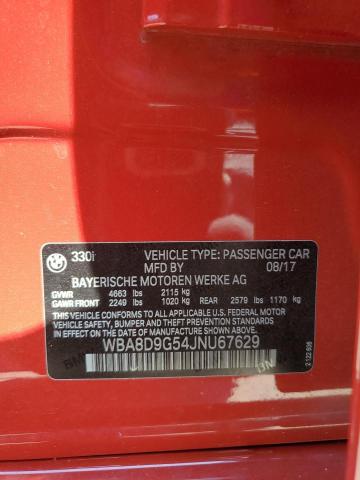 330i VEHICLE TYPE: PASSENGER CAR
MFD BY 08/17
BAYERISCHE MOTOREN WERKE AG
GVWR 4663 lbs 2115 kg
GAWR FRONT 2249 lbs 1020 kg REAR 2579 lbs 1170 kg
THIS VEHICLE CONFORMS TO ALL APPLICABLE U.S. FEDERAL MOTOR
VEHICLE SAFETY, BUMPER, AND THEFT PREVENTION STANDARDS
IN EFFECT ON THE DATE OF MANUFACTURE SHOWN ABOVE.
WBA8D9G54JNU67629